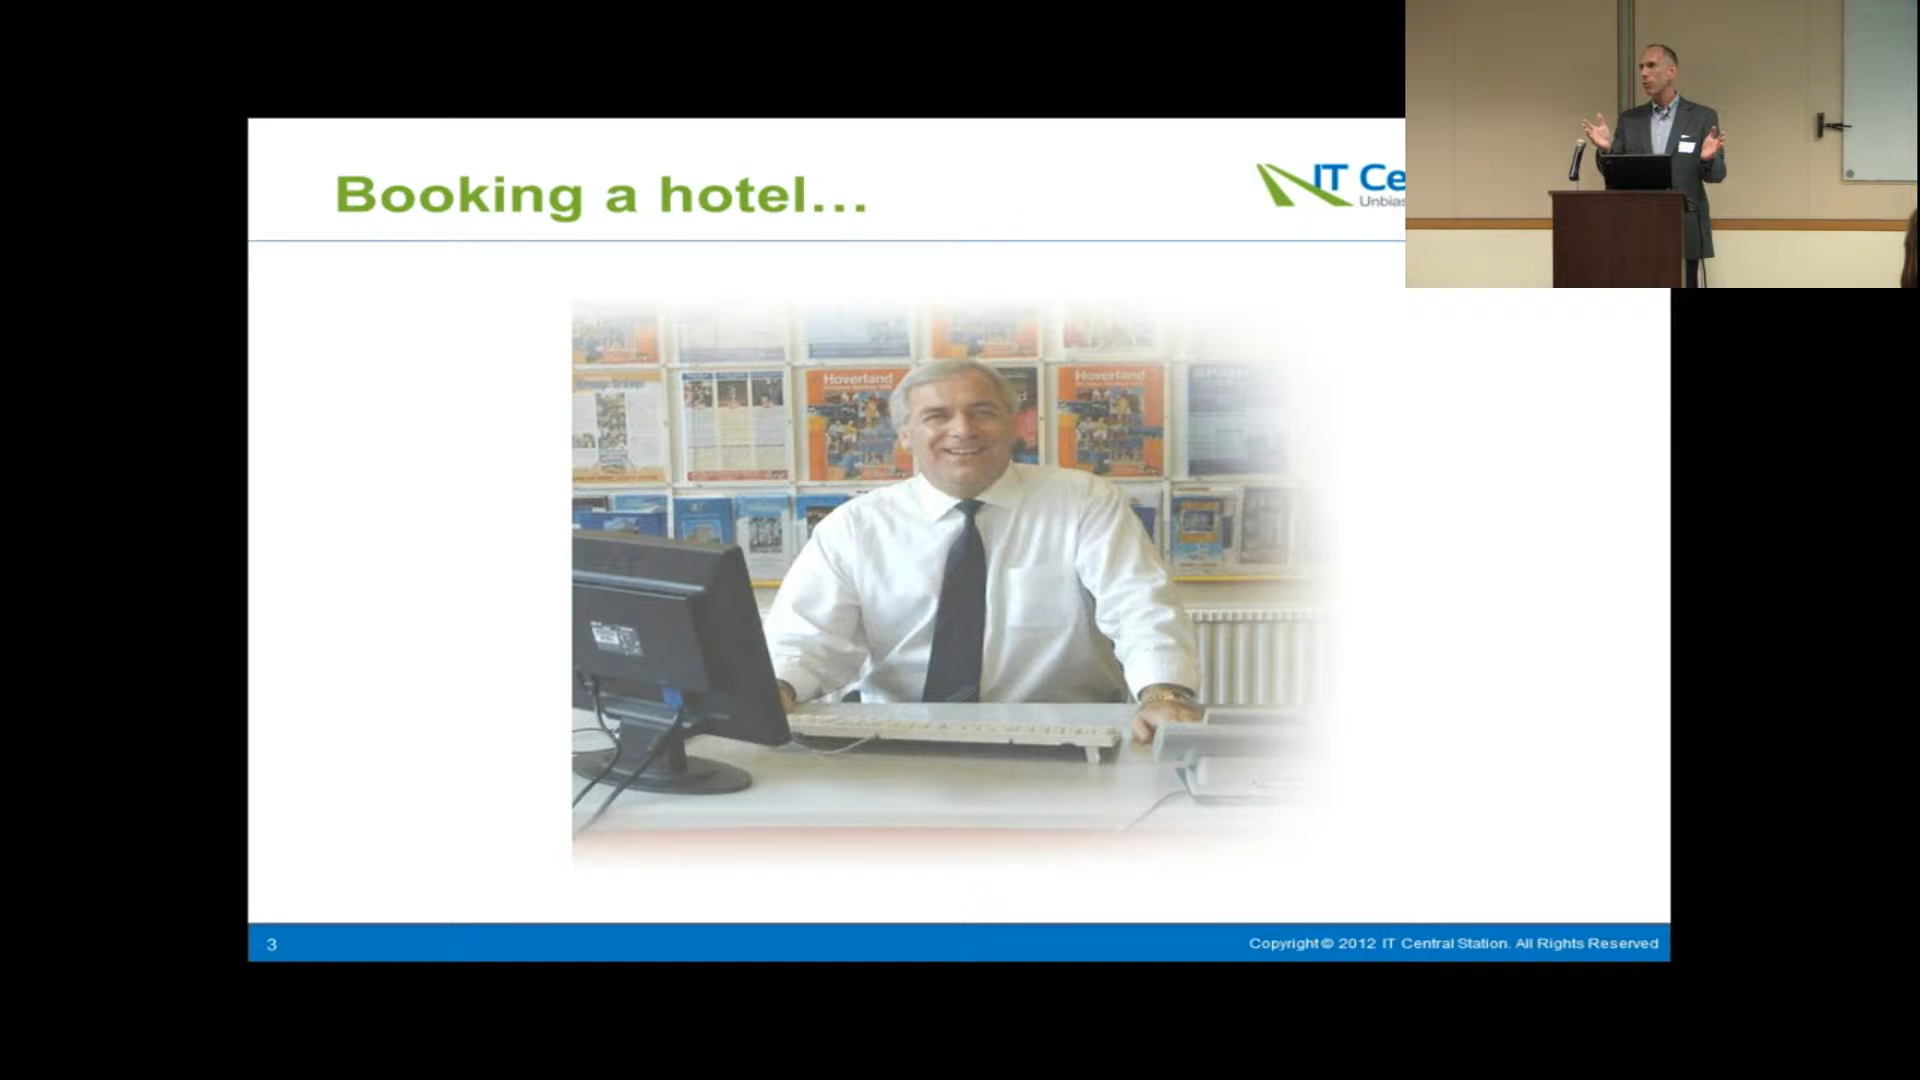 Booking a hotel...
IT Ce
Unbias
Hoverland
Hoverland
3
Copyright © 2012 IT Central Station. All Rights Reserved